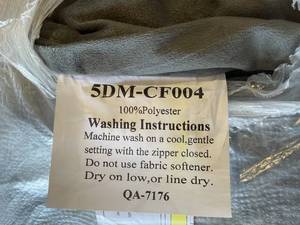 5DM-CF004
100%Polyester
Washing Instructions
Machine wash on a cool,gentle
setting with the zipper closed.
Do not use fabric softener.
Dry on low,or line dry.
QA-7176